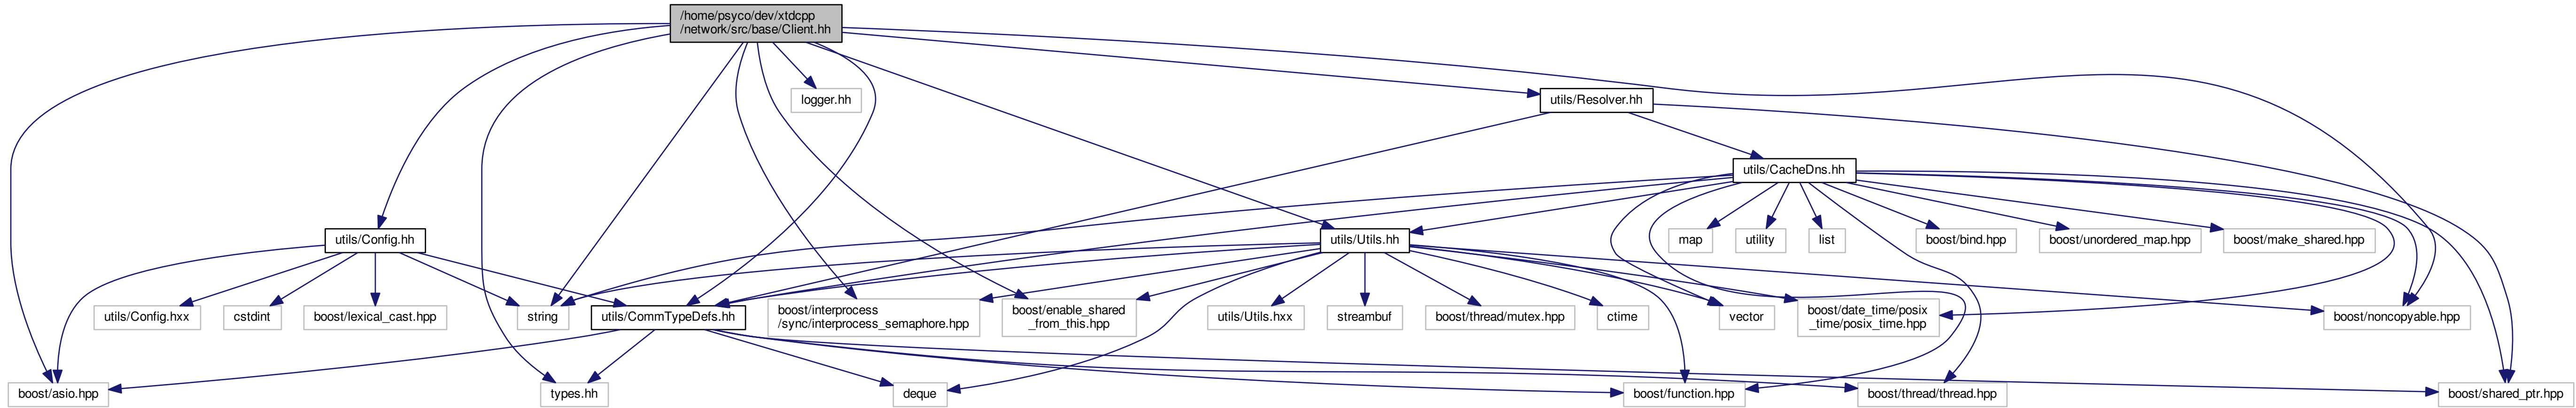 /home/psyco/dev/xtdcpp
/network/src/base/Client.hh
logger.hh
utils/Resolver.hh
utils/CacheDns.hh
utils/Config.hh
utils/Utils.hh
map
utility
list
boost/bind.hpp
boost/unordered_map.hpp
boost/make_shared.hpp
utils/Config.hxx
cstdint
boost/lexical_cast.hpp
string
utils/CommTypeDefs.hh
boost/interprocess
/sync/interprocess_semaphore.hpp
boost/enable_shared
_from_this.hpp
utils/Utils.hxx
streambuf
boost/thread/mutex.hpp
ctime
vector
boost/date_time/posix
_time/posix_time.hpp
boost/noncopyable.hpp
boost/asio.hpp
types.hh
deque
boost/function.hpp
boost/thread/thread.hpp
boost/shared_ptr.hpp